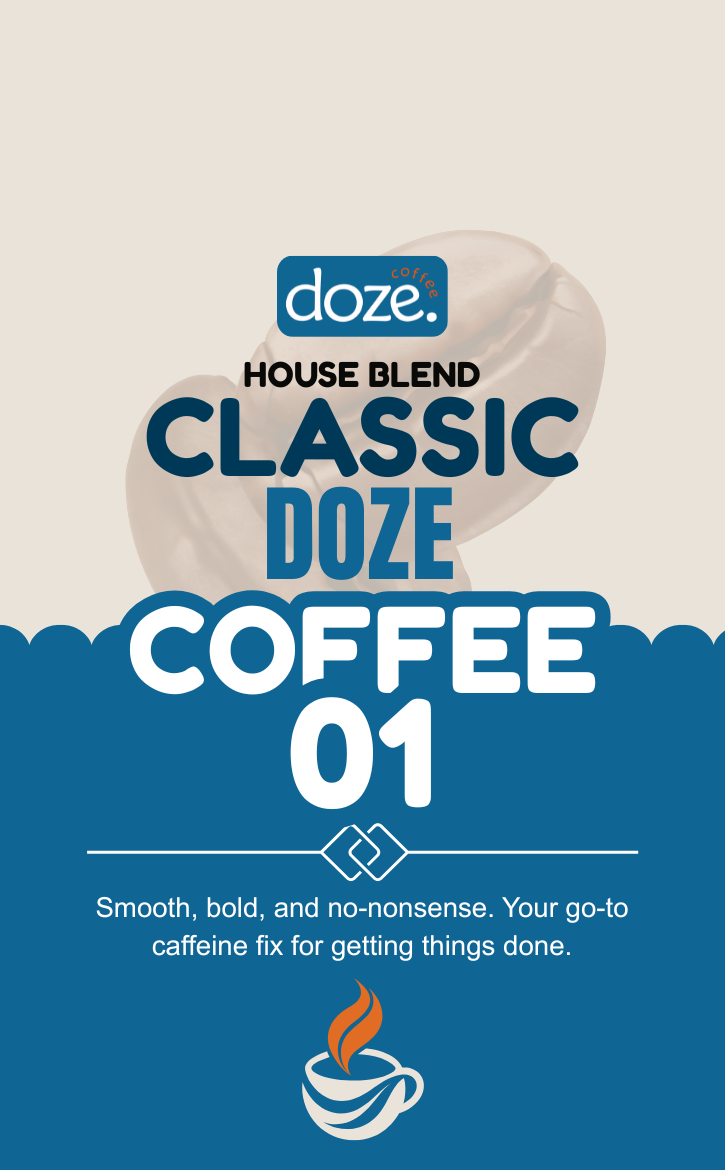 coffee
doze.
HOUSE BLEND
CLASSIC
DOZE
COFFEE
01
Smooth, bold, and no-nonsense. Your go-to
caffeine fix for getting things done.